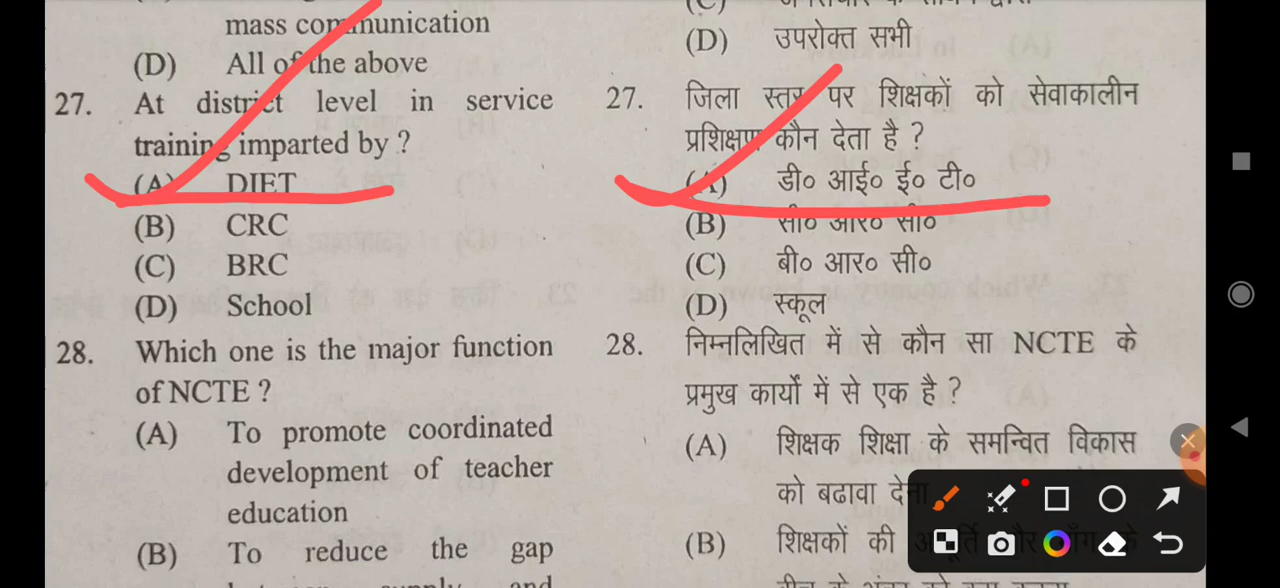 mass communication
(D) All of the above
27. At district level in service
training imparted by ?
(A) DIET
(B) CRC
(C) BRC
(D) School
28. Which one is the major function
of NCTE ?
(A) To promote coordinated
development of teacher
education
(B) To reduce the gap
(D) उपरोक्त सभी
27. जिला स्तर पर शिक्षकों को सेवाकालीन
प्रशिक्षण कौन देता है ?
(A) डी० आई० ई० टी०
(B) सी० आर० सी०
(C) बी० आर० सी०
(D) स्कूल
28. निम्नलिखित में से कौन सा NCTE के
प्रमुख कार्यों में से एक है ?
(A) शिक्षक शिक्षा के समन्वित विकास
को बढावा देना
(B) शिक्षकों की